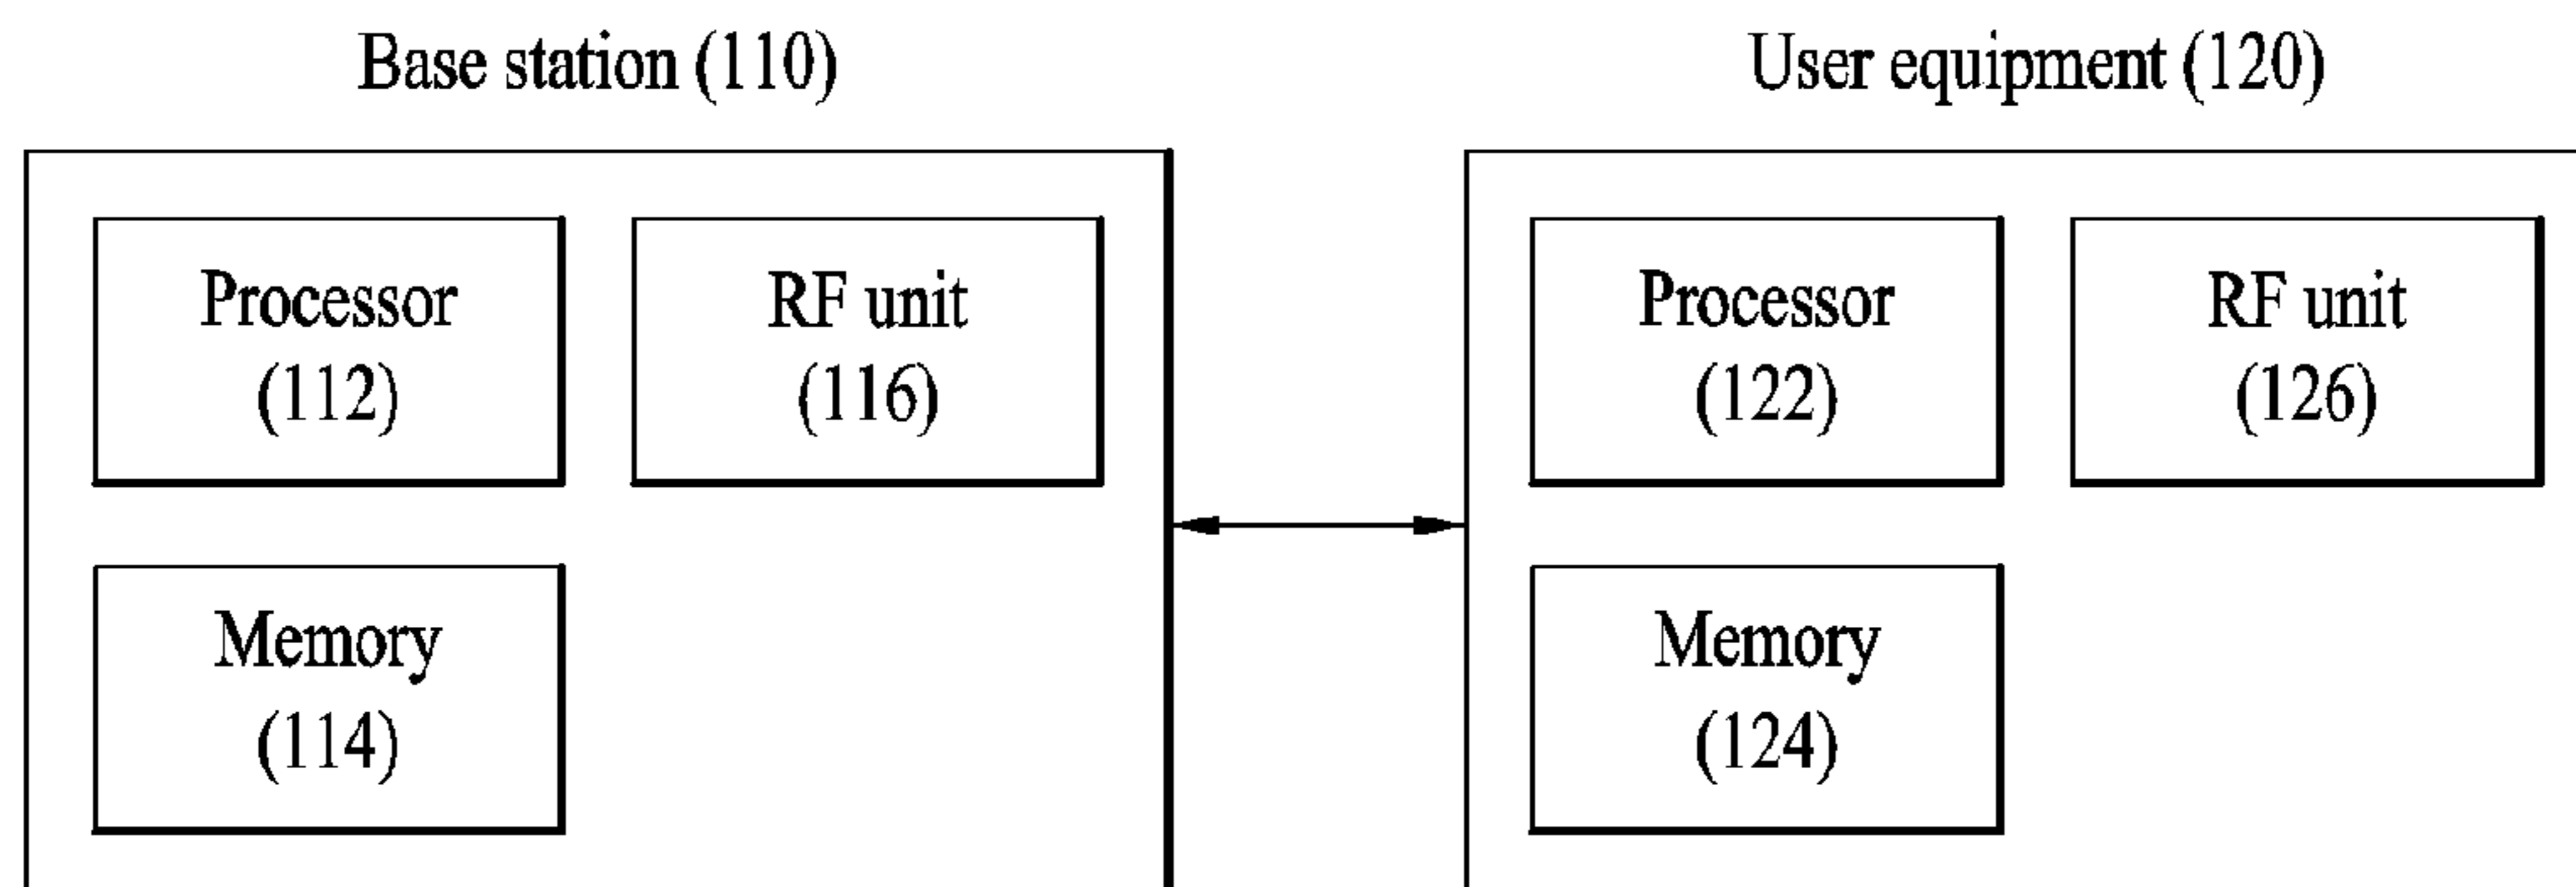 Base station (110)
Processor
(112)
RF unit
(116)
Memory
(114)
User equipment (120)
Processor
(122)
RF unit
(126)
Memory
(124)